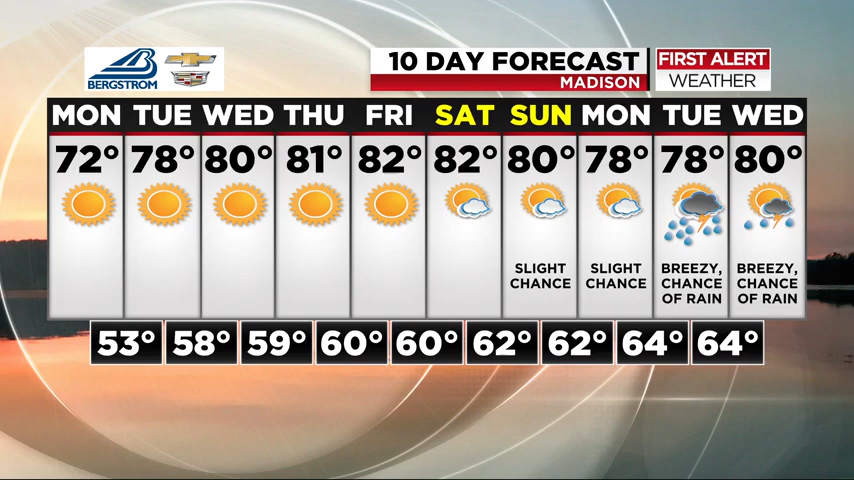 BERGSTROM
10 DAY FORECAST
MADISON
FIRST ALERT
WEATHER
MON TUE WED THU FRI SAT SUN MON TUE WED
72° 78° 80° 81° 82° 82° 80° 78° 78° 80°
SLIGHT CHANCE
SLIGHT CHANCE
BREEZY, CHANCE OF RAIN
BREEZY, CHANCE OF RAIN
53° 58° 59° 60° 60° 62° 62° 64° 64°